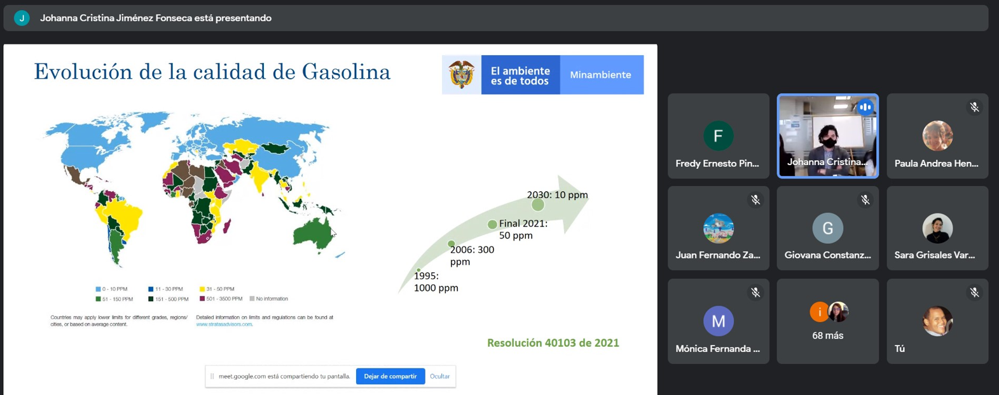 J
Johanna Cristina Jiménez Fonseca está presentando
Evolución de la calidad de Gasolina
El ambiente
es de todos
Minambiente
2030: 10 ppm
Final 2021:
50 ppm
2006: 300
ppm
1995:
1000 ppm
0 - 10 PPM
11 - 30 PPM
31 - 50 PPM
51 - 150 PPM
151 - 500 PPM
501 - 3500 PPM
No information
Countries may apply lower limits for different grades, regions/
cities, or based on average content.
Detailed information on limits and regulations can be found at
www.stratasadvisors.com.
Resolución 40103 de 2021
meet.google.com está compartiendo tu pantalla.
Dejar de compartir
Ocultar
F
Fredy Ernesto Pin...
Johanna Cristina...
Paula Andrea Hen...
Juan Fernando Za...
G
Giovana Constanz...
Sara Grisales Var...
M
Mónica Fernanda ...
i
68 más
Tú